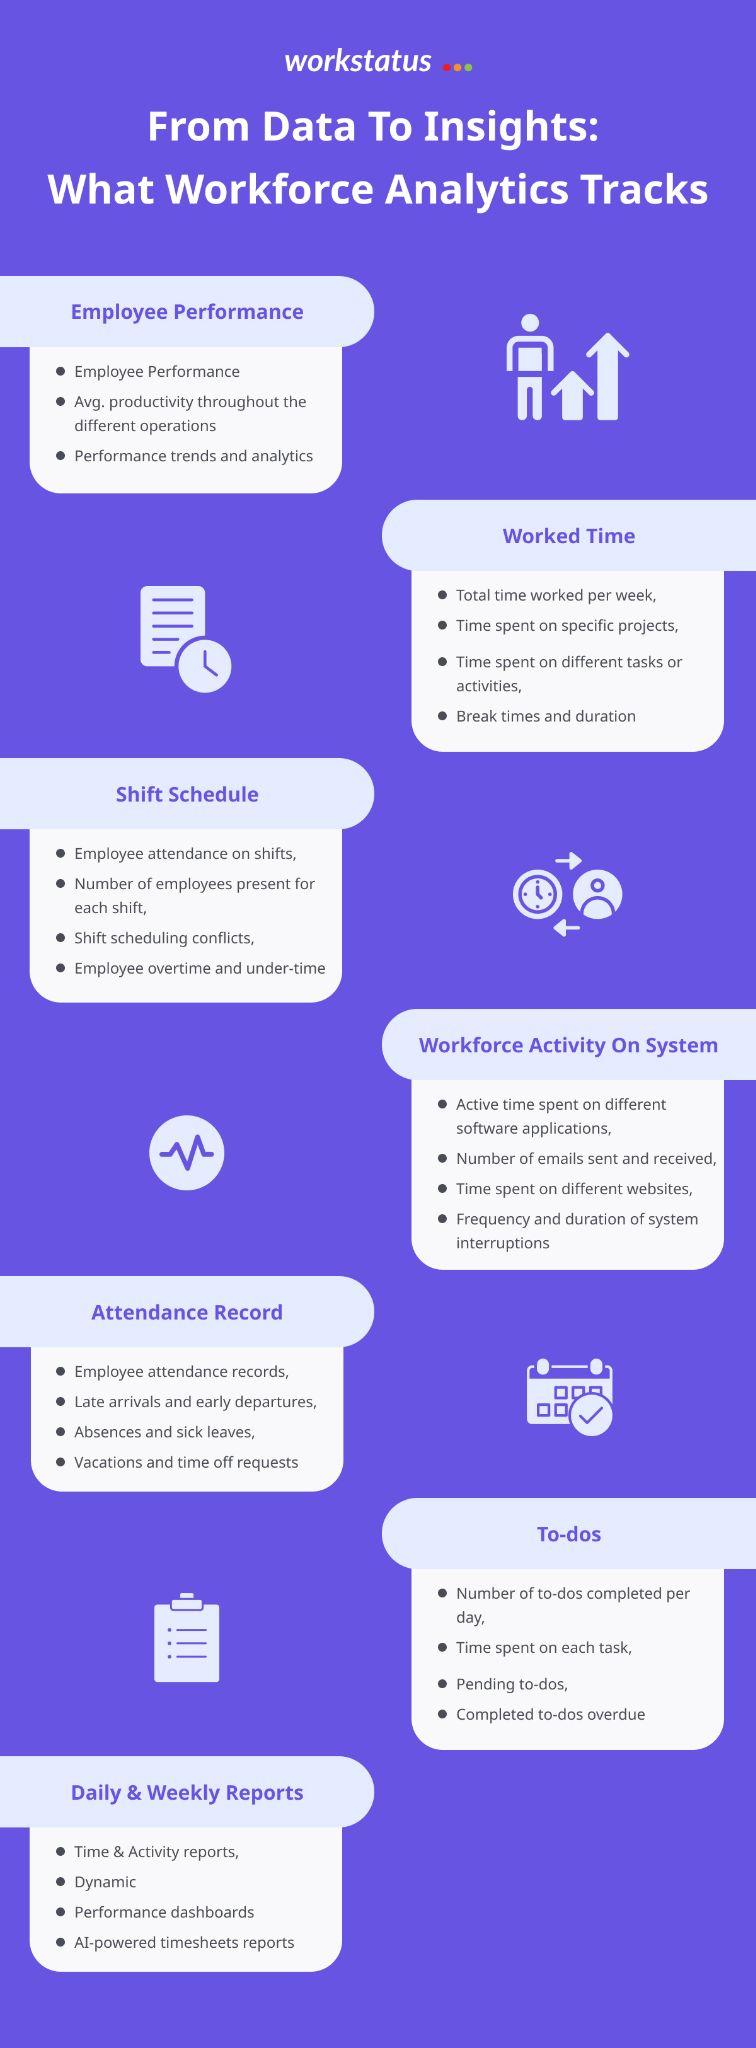 workstatus
From Data To Insights:
What Workforce Analytics Tracks
Employee Performance
Employee Performance
Avg. productivity throughout the
different operations
Performance trends and analytics
Worked Time
Total time worked per week,
Time spent on specific projects,
Time spent on different tasks or
activities,
Break times and duration
Shift Schedule
Employee attendance on shifts,
Number of employees present for
each shift,
Shift scheduling conflicts,
Employee overtime and under-time
Workforce Activity On System
Active time spent on different
software applications,
Number of emails sent and received,
Time spent on different websites,
Frequency and duration of system
interruptions
Attendance Record
Employee attendance records,
Late arrivals and early departures,
Absences and sick leaves,
Vacations and time off requests
To-dos
Number of to-dos completed per
day,
Time spent on each task,
Pending to-dos,
Completed to-dos overdue
Daily & Weekly Reports
Time & Activity reports,
Dynamic
Performance dashboards
AI-powered timesheets reports